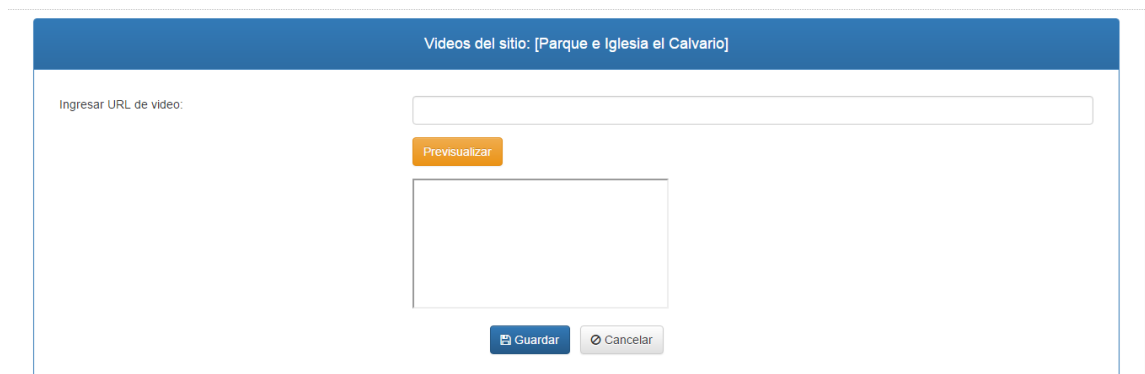 Videos del sitio: [Parque e Iglesia el Calvario]
Ingresar URL de video:
Previsualizar
Guardar Cancelar